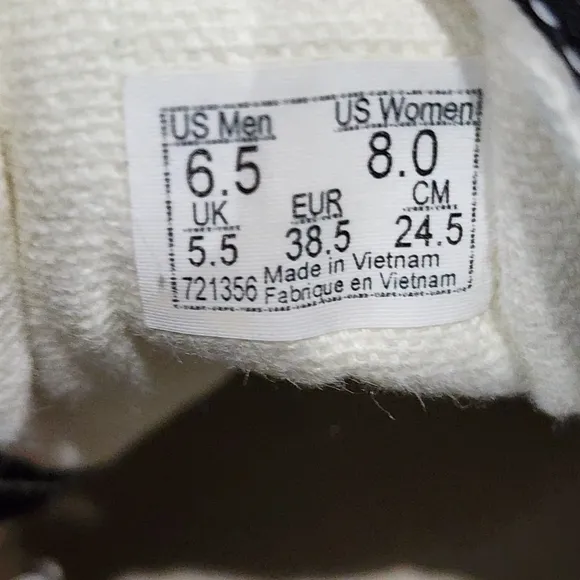 US Men US Women
6.5 8.0
UK EUR CM
5.5 38.5 24.5
Made in Vietnam
721356 Fabrique en Vietnam